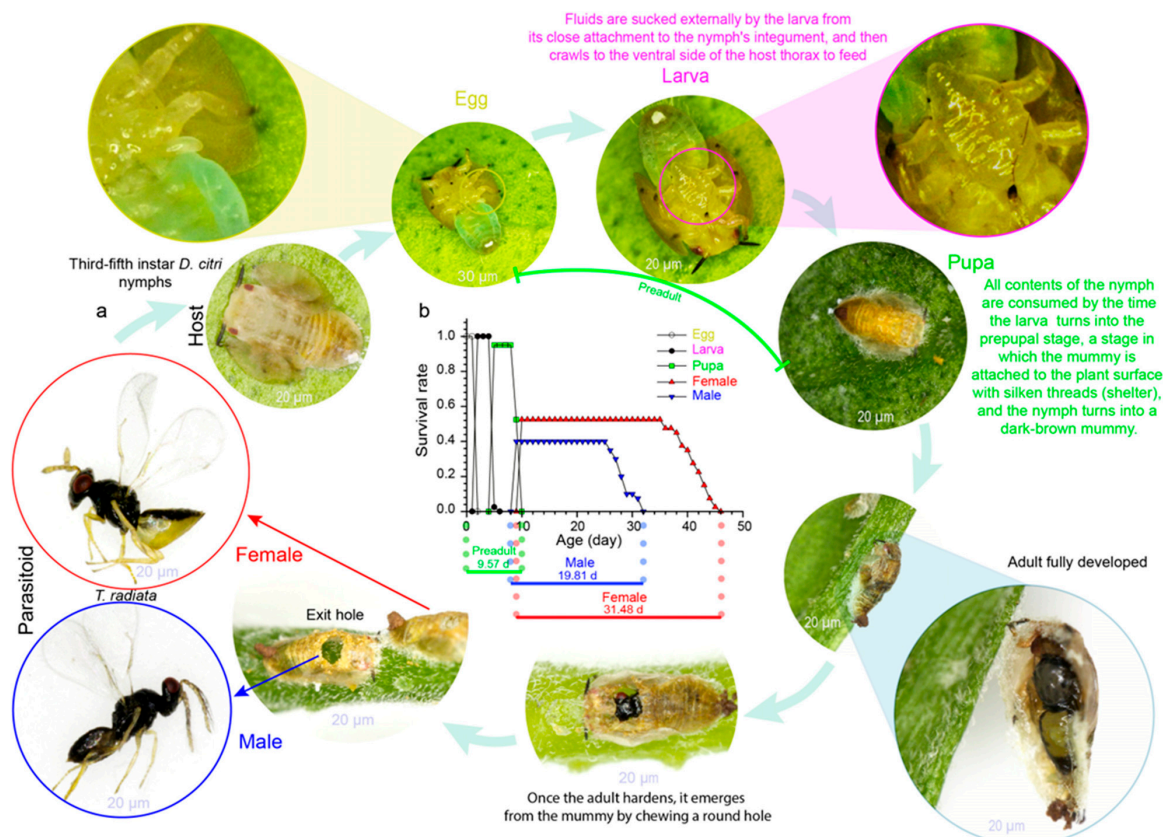 Fluids are sucked externally by the larva from
its close attachment to the nymph's integument, and then
crawls to the ventral side of the host thorax to feed
Larva
Egg
30 µm
20 µm
Third-fifth instar D. citri
nymphs
a
Host
20 µm
Preadult
Pupa
20 µm
All contents of the nymph
are consumed by the time
the larva turns into the
prepupal stage, a stage in
which the mummy is
attached to the plant surface
with silken threads (shelter),
and the nymph turns into a
dark-brown mummy.
b
Survival rate
1.0
0.8
0.6
0.4
0.2
0.0
Egg
Larva
Pupa
Female
Male
0
10
20
30
40
50
Age (day)
Preadult
9.57 d
Male
19.81 d
Female
31.48 d
Parasitoid
20 µm
Female
T. radiata
Male
20 µm
Exit hole
20 µm
20 µm
Once the adult hardens, it emerges
from the mummy by chewing a round hole
20 µm
Adult fully developed
20 µm